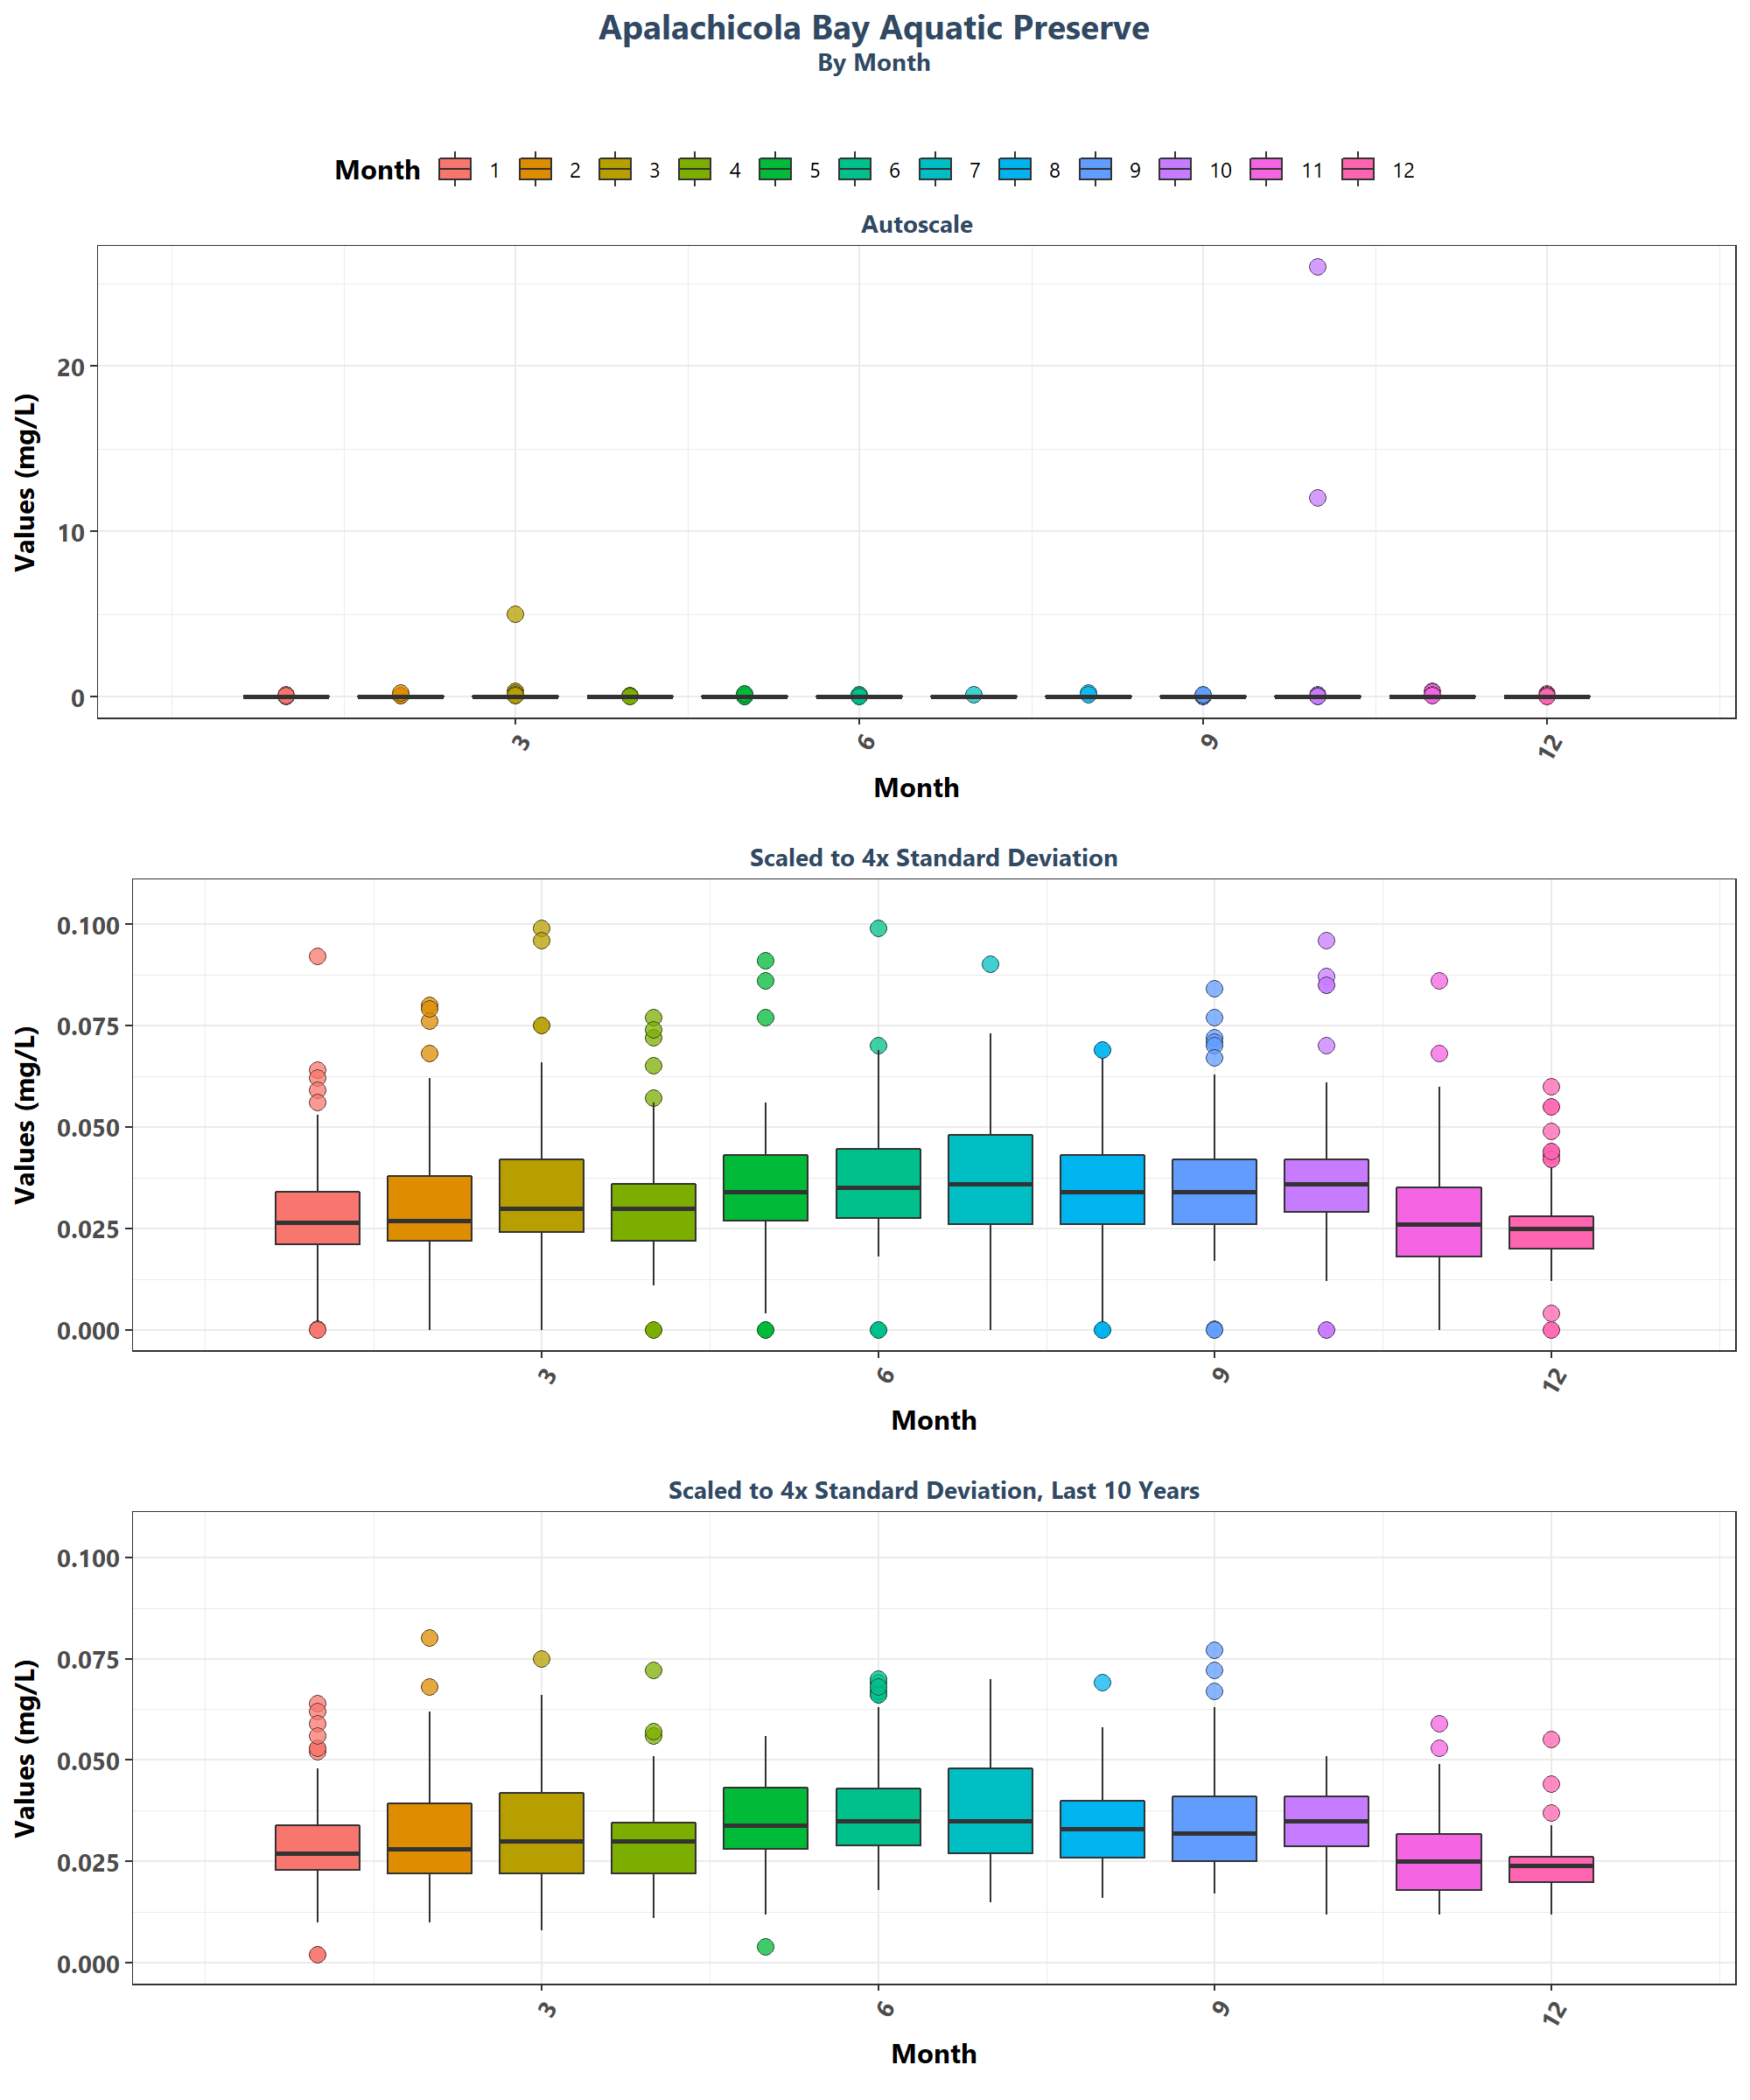 Apalachicola Bay Aquatic Preserve
By Month
Month 1 2 3 4 5 6 7 8 9 10 11 12
Autoscale
Values (mg/L)
20
10
0
3 6 9 12
Month
Scaled to 4x Standard Deviation
Values (mg/L)
0.100
0.075
0.050
0.025
0.000
3 6 9 12
Month
Scaled to 4x Standard Deviation, Last 10 Years
Values (mg/L)
0.100
0.075
0.050
0.025
0.000
3 6 9 12
Month